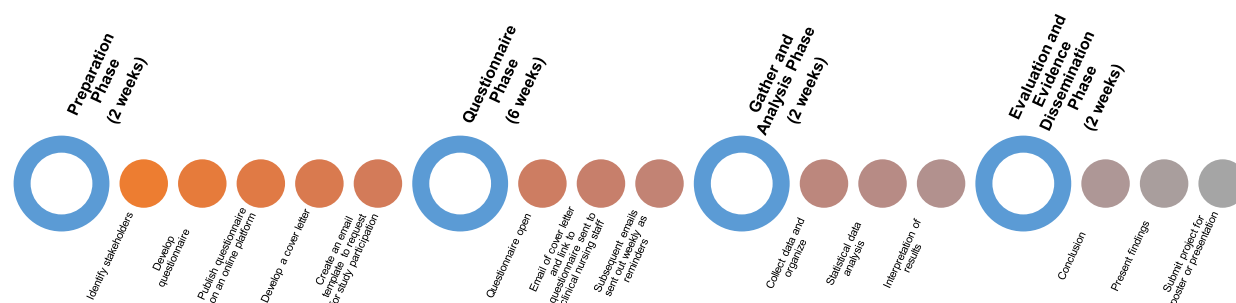 Preparation
Phase
(2 weeks)
Identify stakeholders
Develop
questionnaire
Publish questionnaire
on an online platform
Develop a cover letter
Create an email
template to request
for study participation
Questionnaire
Phase
(6 weeks)
Questionnaire open
Email of cover letter
and link to
questionnaire sent to
clinical nursing staff
Subsequent emails
sent out weekly as
reminders
Gather and
Analysis Phase
(2 weeks)
Collect data and
organize
Statistical data
analysis
Interpretation of
results
Evaluation and
Evidence
Dissemination
Phase
(2 weeks)
Conclusion
Present findings
Submit project for
poster or presentation